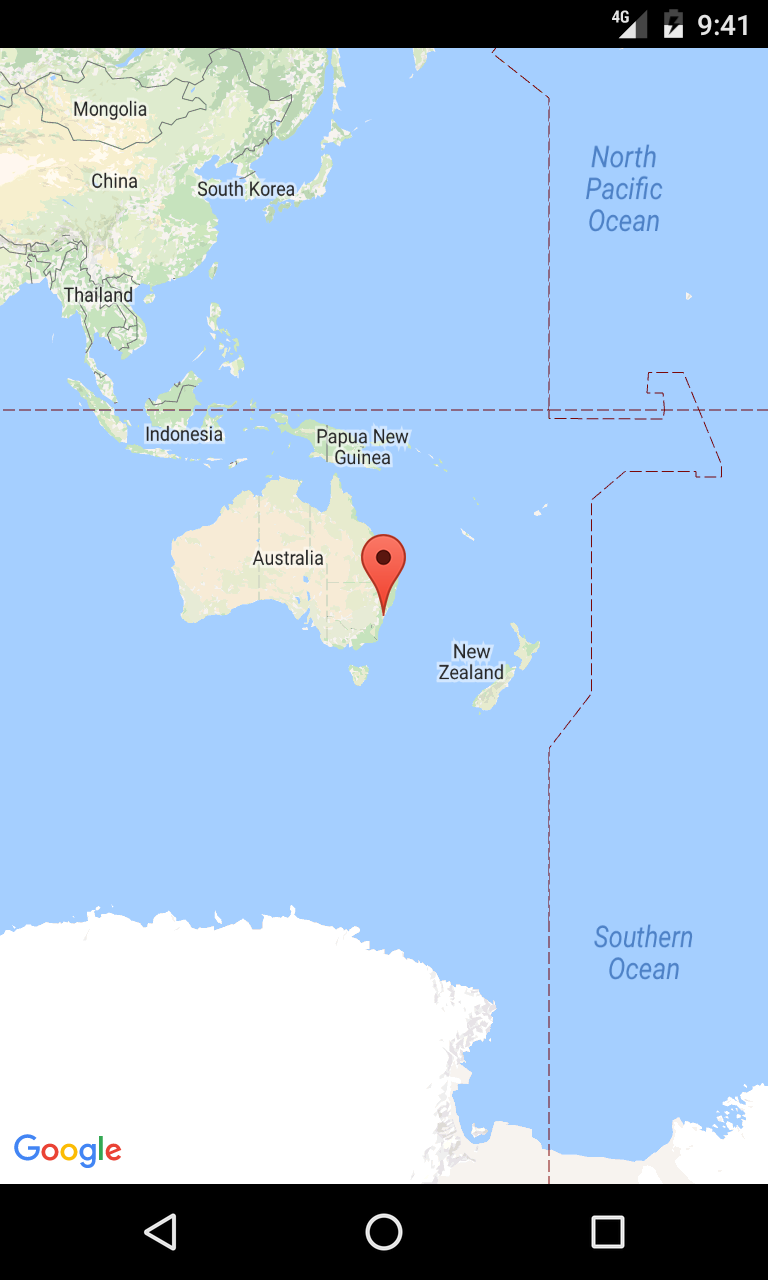 4G 9:41
Mongolia
North
Pacific
Ocean
China
South Korea
Thailand
Indonesia
Papua New
Guinea
Australia
New
Zealand
Southern
Ocean
Google